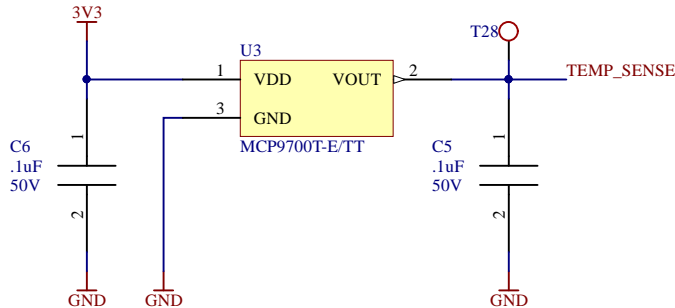 3V3
T28
U3
1
VDD
VOUT
2
TEMP_SENSE
3
GND
MCP9700T-E/TT
1
C6
.1uF
50V
2
1
C5
.1uF
50V
2
GND
GND
GND